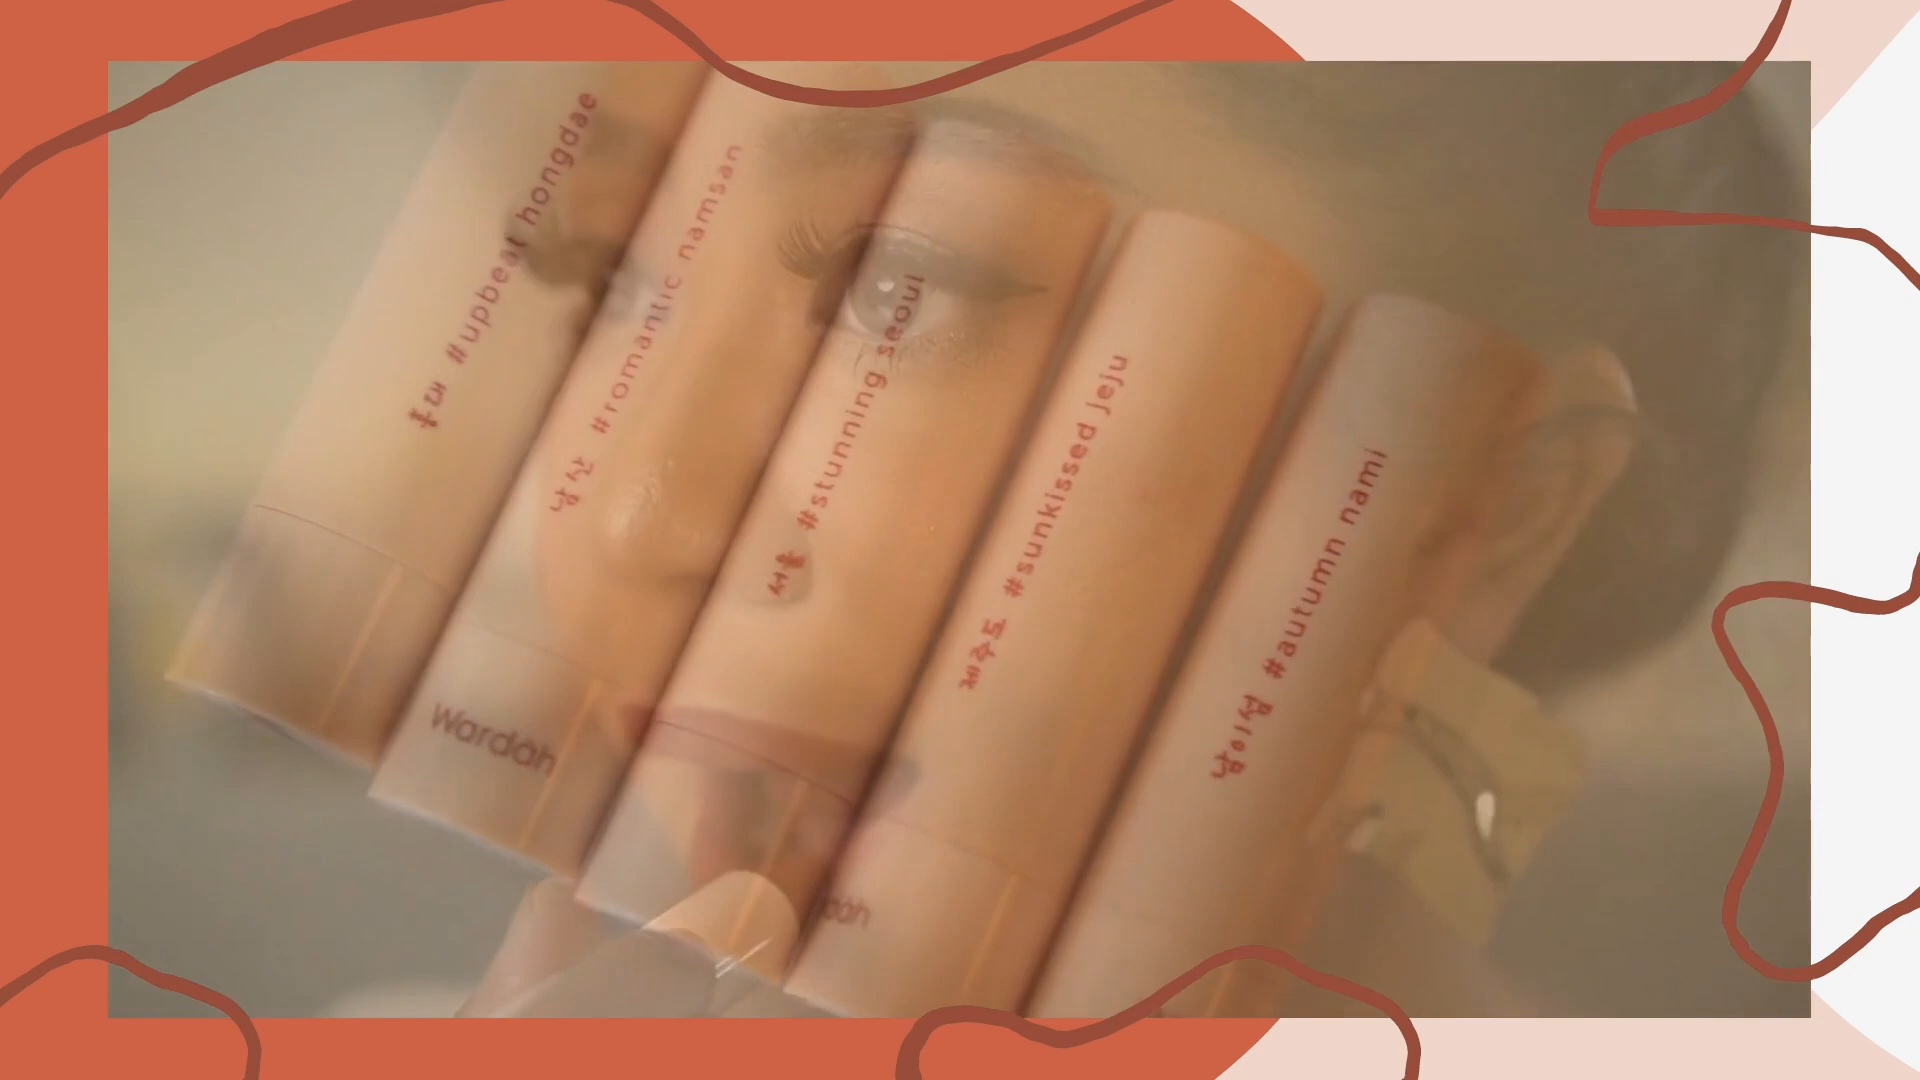 홍대 #upbeat hongdae
남산 #romantic namsan
서울 #stunning seoul
제주도 #sunkissed jeju
남이섬 #autumn nami
Wardah